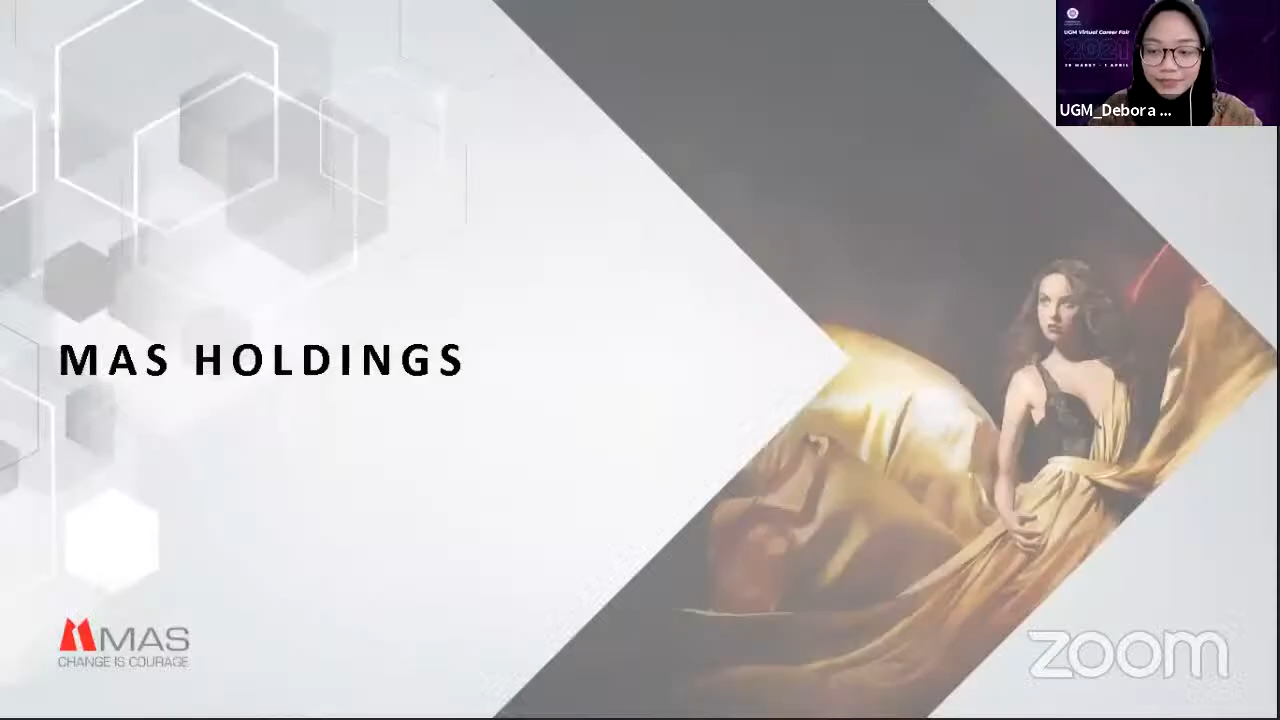 UGM Virtual Career Fair
2021
UGM_Debora ...
MAS HOLDINGS
MAS
CHANGE IS COURAGE
zoom